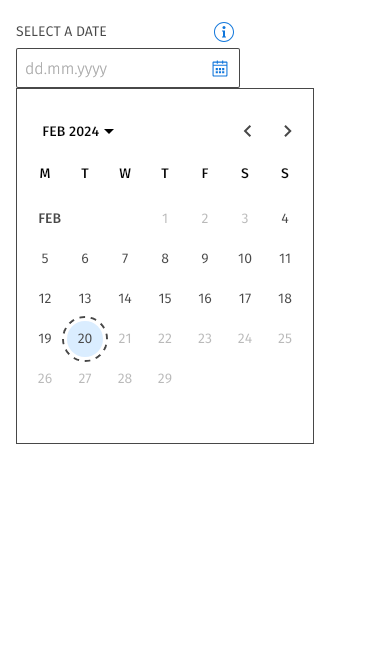 SELECT A DATE
dd.mm.yyyy
FEB 2024
M T W T F S S
FEB 1 2 3 4
5 6 7 8 9 10 11
12 13 14 15 16 17 18
19 20 21 22 23 24 25
26 27 28 29